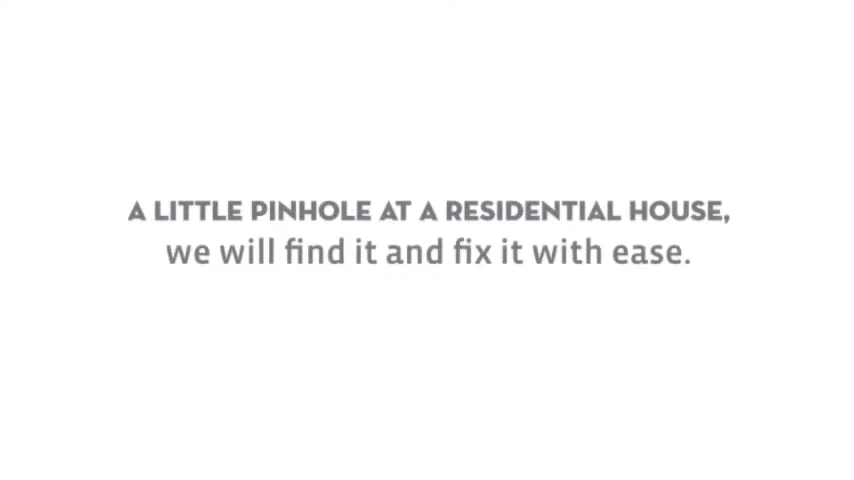 A LITTLE PINHOLE AT A RESIDENTIAL HOUSE,
we will find it and fix it with ease.